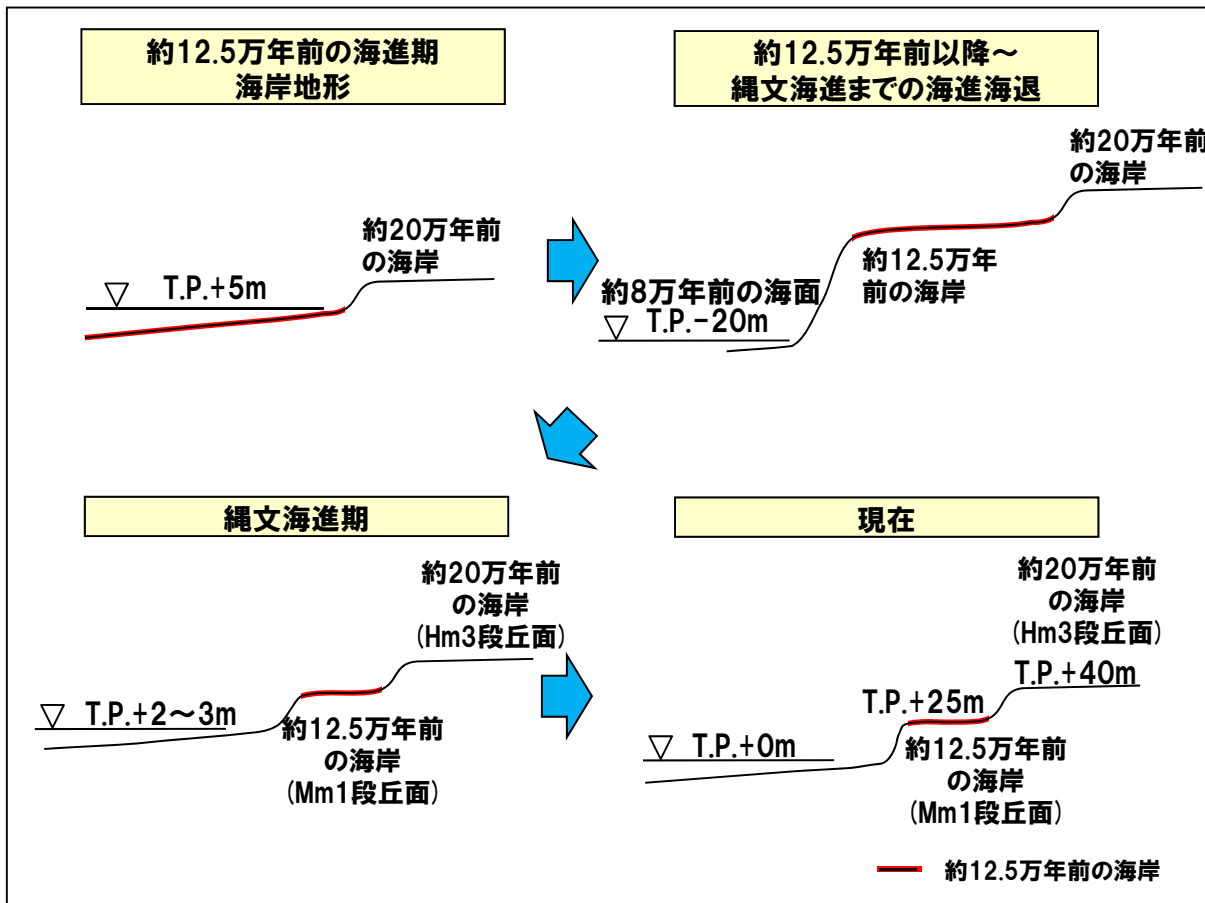 約12.5万年前の海進期
海岸地形
約20万年前
の海岸
T.P.+5m
約12.5万年前以降～
縄文海進までの海進海退
約20万年前
の海岸
約12.5万年
前の海岸
約8万年前の海面
T.P.-20m
縄文海進期
約20万年前
の海岸
(Hm3段丘面)
T.P.+2～3m
約12.5万年前
の海岸
(Mm1段丘面)
現在
約20万年前
の海岸
(Hm3段丘面)
T.P.+40m
T.P.+25m
T.P.+0m
約12.5万年前
の海岸
(Mm1段丘面)
約12.5万年前の海岸